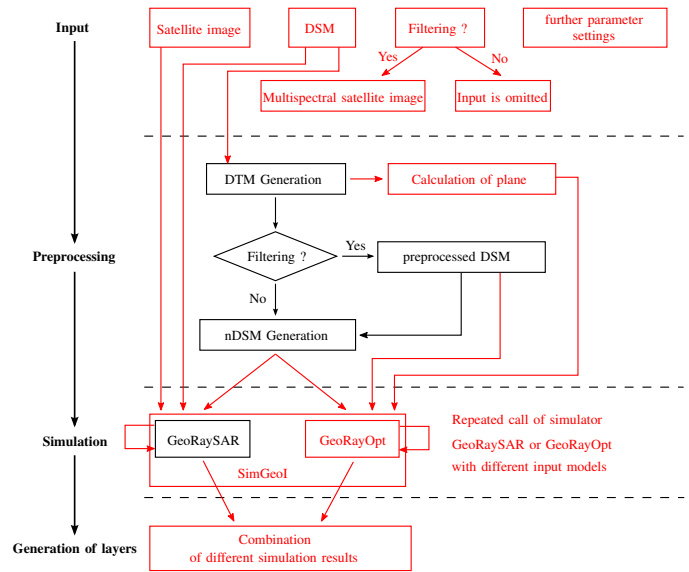 Input
Satellite image
DSM
Filtering ?
further parameter
settings
Yes
No
Multispectral satellite image
Input is omitted
DTM Generation
Calculation of plane
Preprocessing
Filtering ?
Yes
preprocessed DSM
No
nDSM Generation
Simulation
GeoRaySAR
GeoRayOpt
SimGeoI
Repeated call of simulator
GeoRaySAR or GeoRayOpt
with different input models
Generation of layers
Combination
of different simulation results